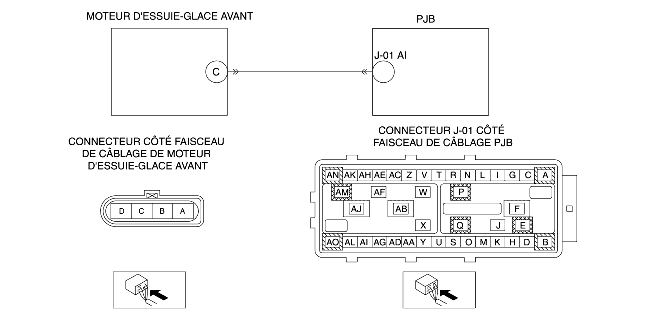 MOTEUR D'ESSUIE-GLACE AVANT
PJB
C
J-01 AI
CONNECTEUR CÔTÉ FAISCEAU
DE CÂBLAGE DE MOTEUR
D'ESSUIE-GLACE AVANT
CONNECTEUR J-01 CÔTÉ
FAISCEAU DE CÂBLAGE PJB
D C B A
AN AK AH AE AC Z V T R N L I G C A
AM AF W P
AJ AB F
X Q J E
AO AL AI AG AD AA Y U S O M K H D B